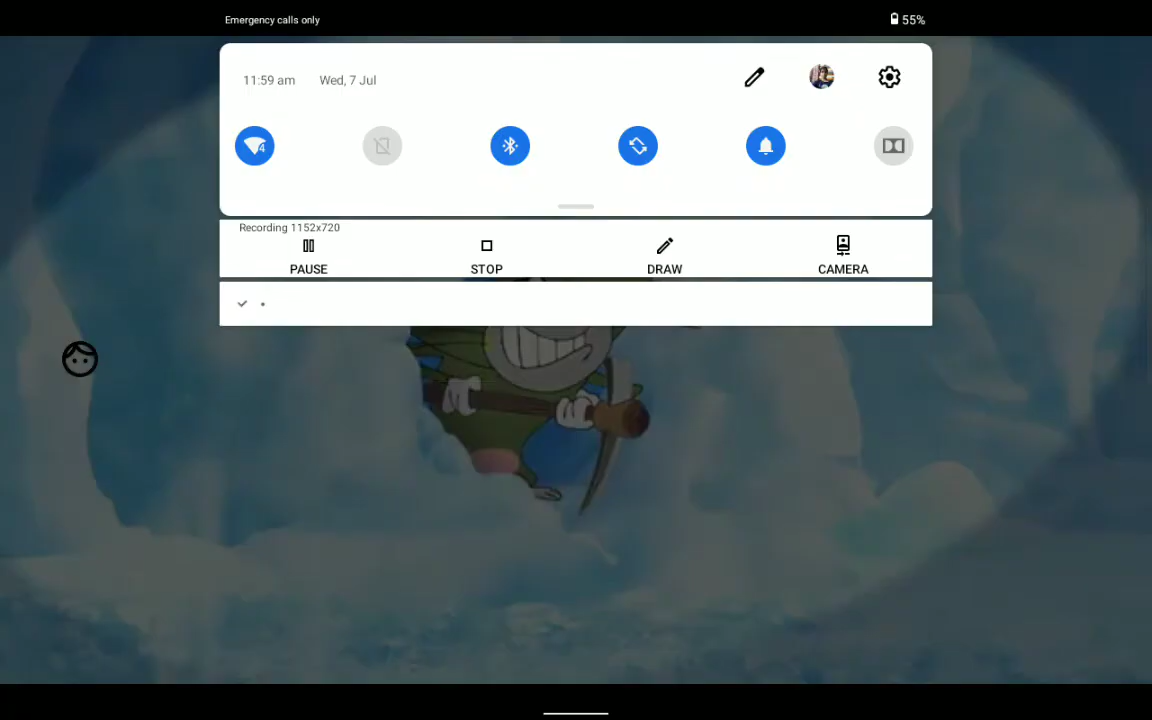 Emergency calls only
55%
11:59 am Wed, 7 Jul
Recording 1152x720
PAUSE STOP DRAW CAMERA